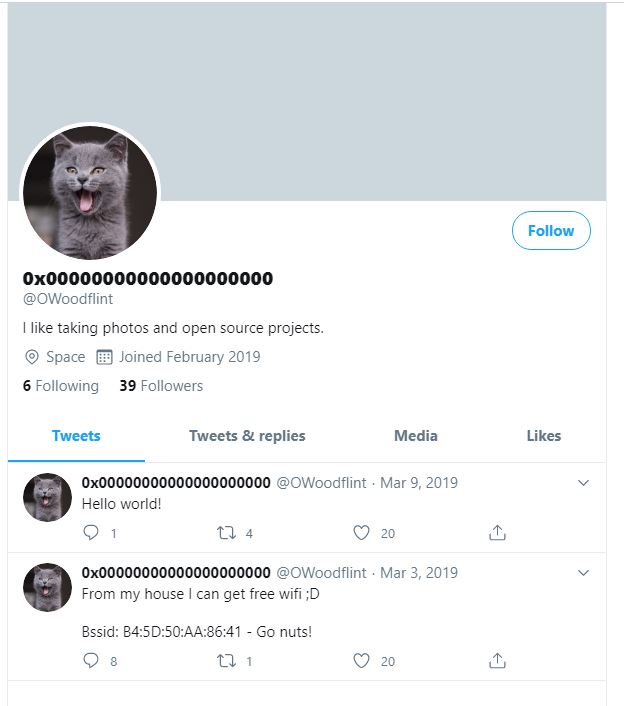 Follow
0x00000000000000000000
@OWoodflint
I like taking photos and open source projects.
Space Joined February 2019
6 Following 39 Followers
Tweets Tweets & replies Media Likes
0x00000000000000000000 @OWoodflint · Mar 9, 2019
Hello world!
1 4 20
0x00000000000000000000 @OWoodflint · Mar 3, 2019
From my house I can get free wifi ;D
Bssid: B4:5D:50:AA:86:41 - Go nuts!
8 1 20